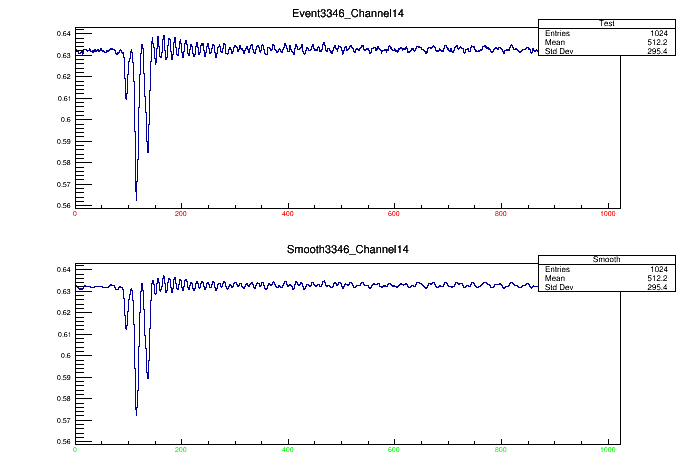 Event3346_Channel14
Test
Entries 1024
Mean 512.2
Std Dev 295.4
0.64
0.63
0.62
0.61
0.6
0.59
0.58
0.57
0.56
0 200 400 600 800 1000
Smooth3346_Channel14
Smooth
Entries 1024
Mean 512.2
Std Dev 295.4
0.64
0.63
0.62
0.61
0.6
0.59
0.58
0.57
0.56
0 200 400 600 800 1000